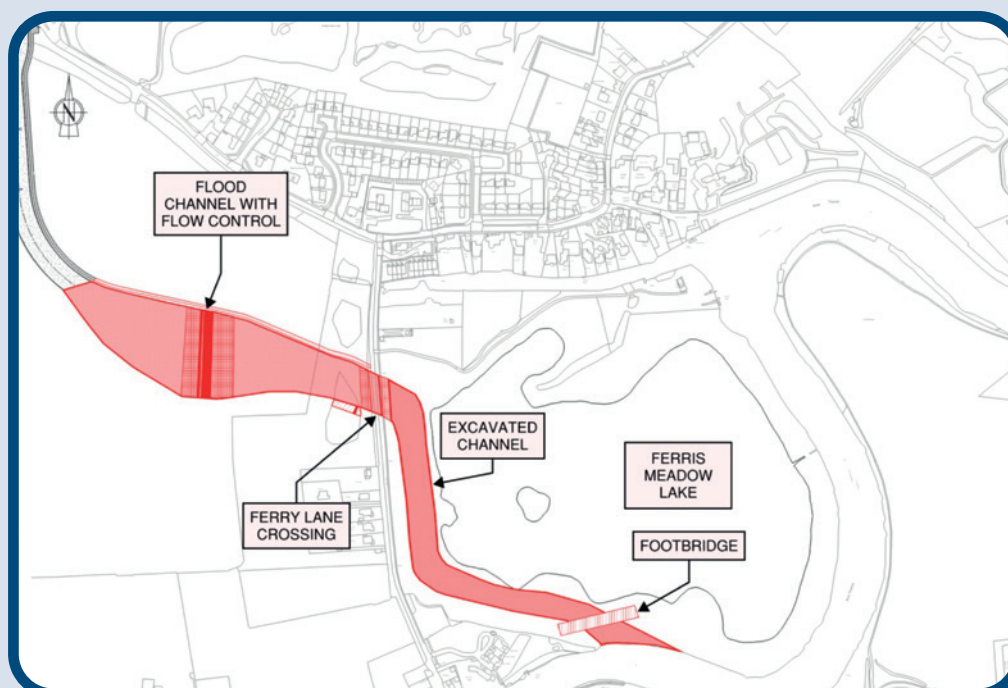 N
FLOOD
CHANNEL WITH
FLOW CONTROL
EXCAVATED
CHANNEL
FERRIS
MEADOW
LAKE
FERRY LANE
CROSSING
FOOTBRIDGE